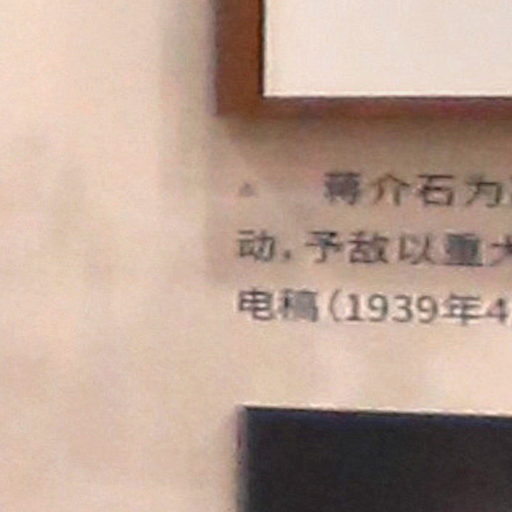 ▲ 蒋介石为
动，予敌以重大
电稿（1939年4